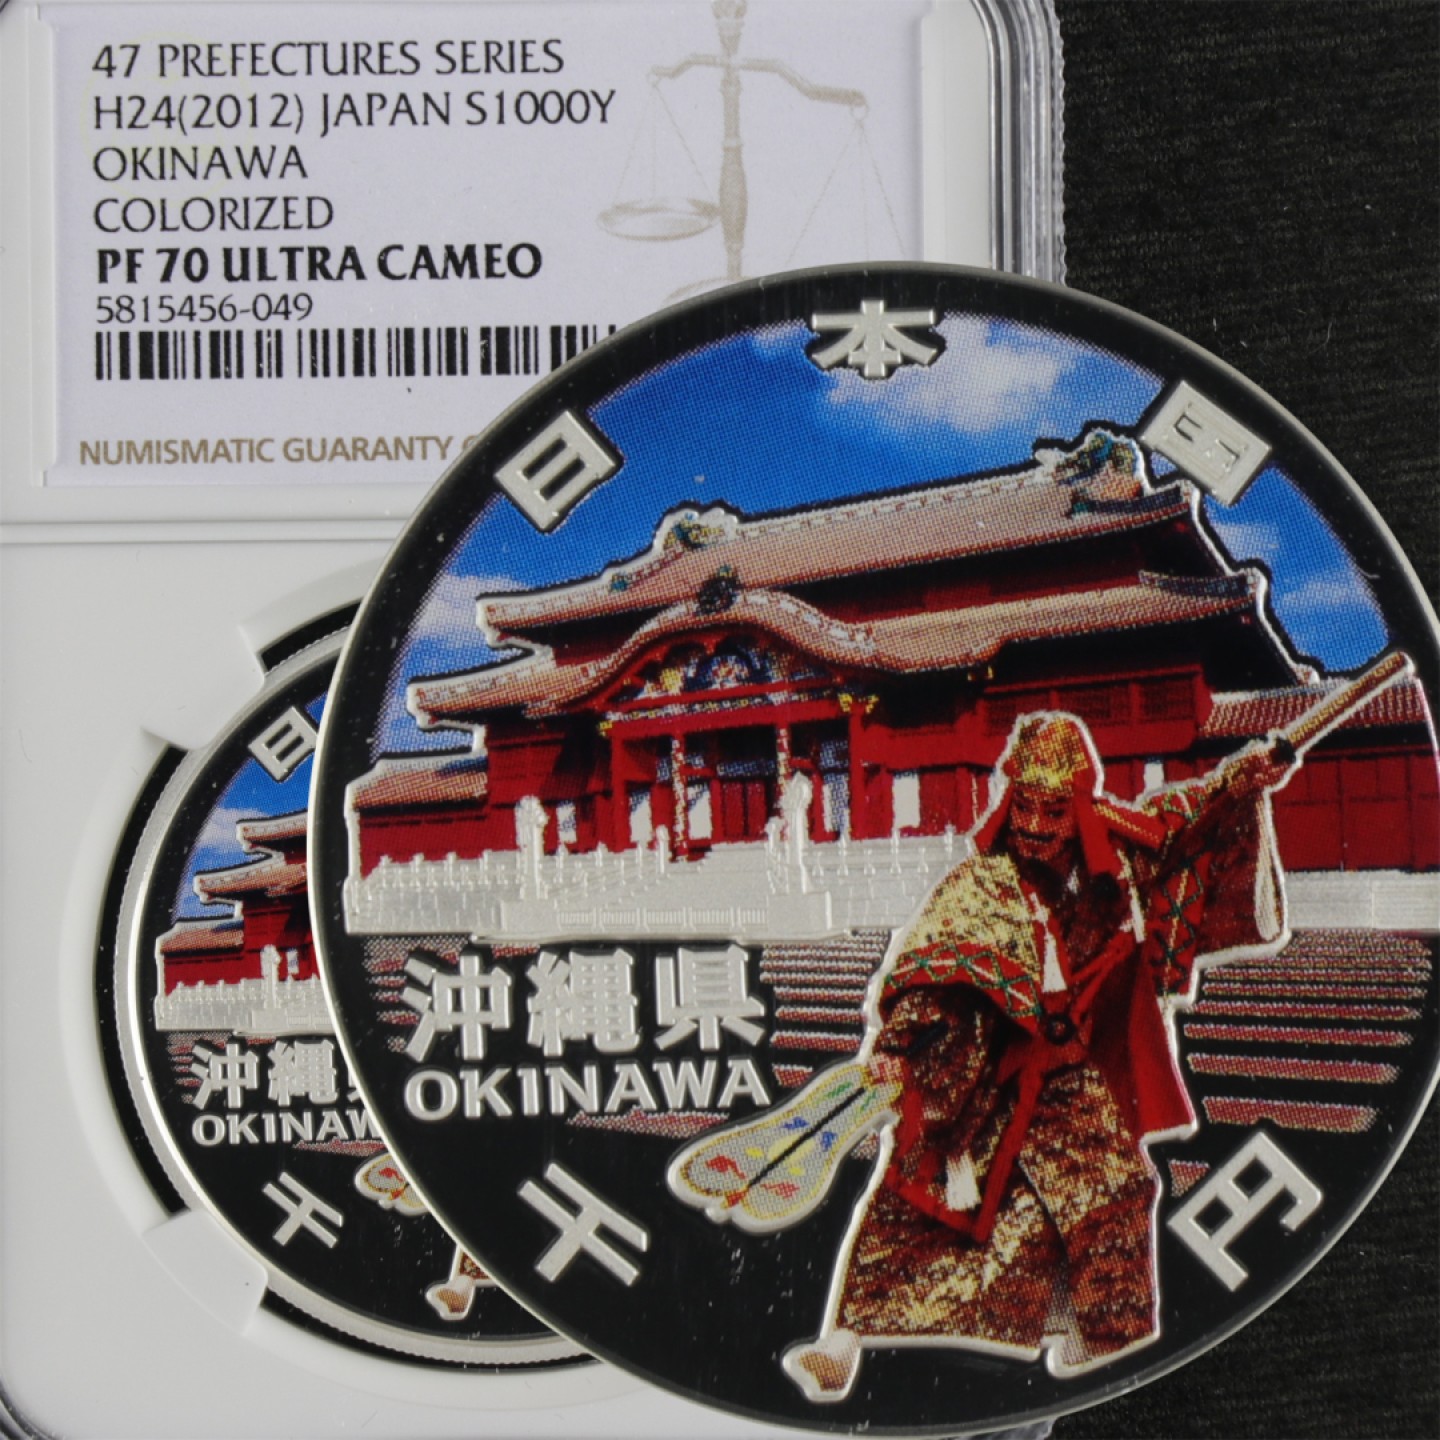 47 PREFECTURES SERIES
H24(2012) JAPAN S1000Y
OKINAWA
COLORIZED
PF 70 ULTRA CAMEO
5815456-049
NUMISMATIC GUARANTY
日本国
沖縄県
OKINAWA
千円
日
沖縄
OKINAW
千